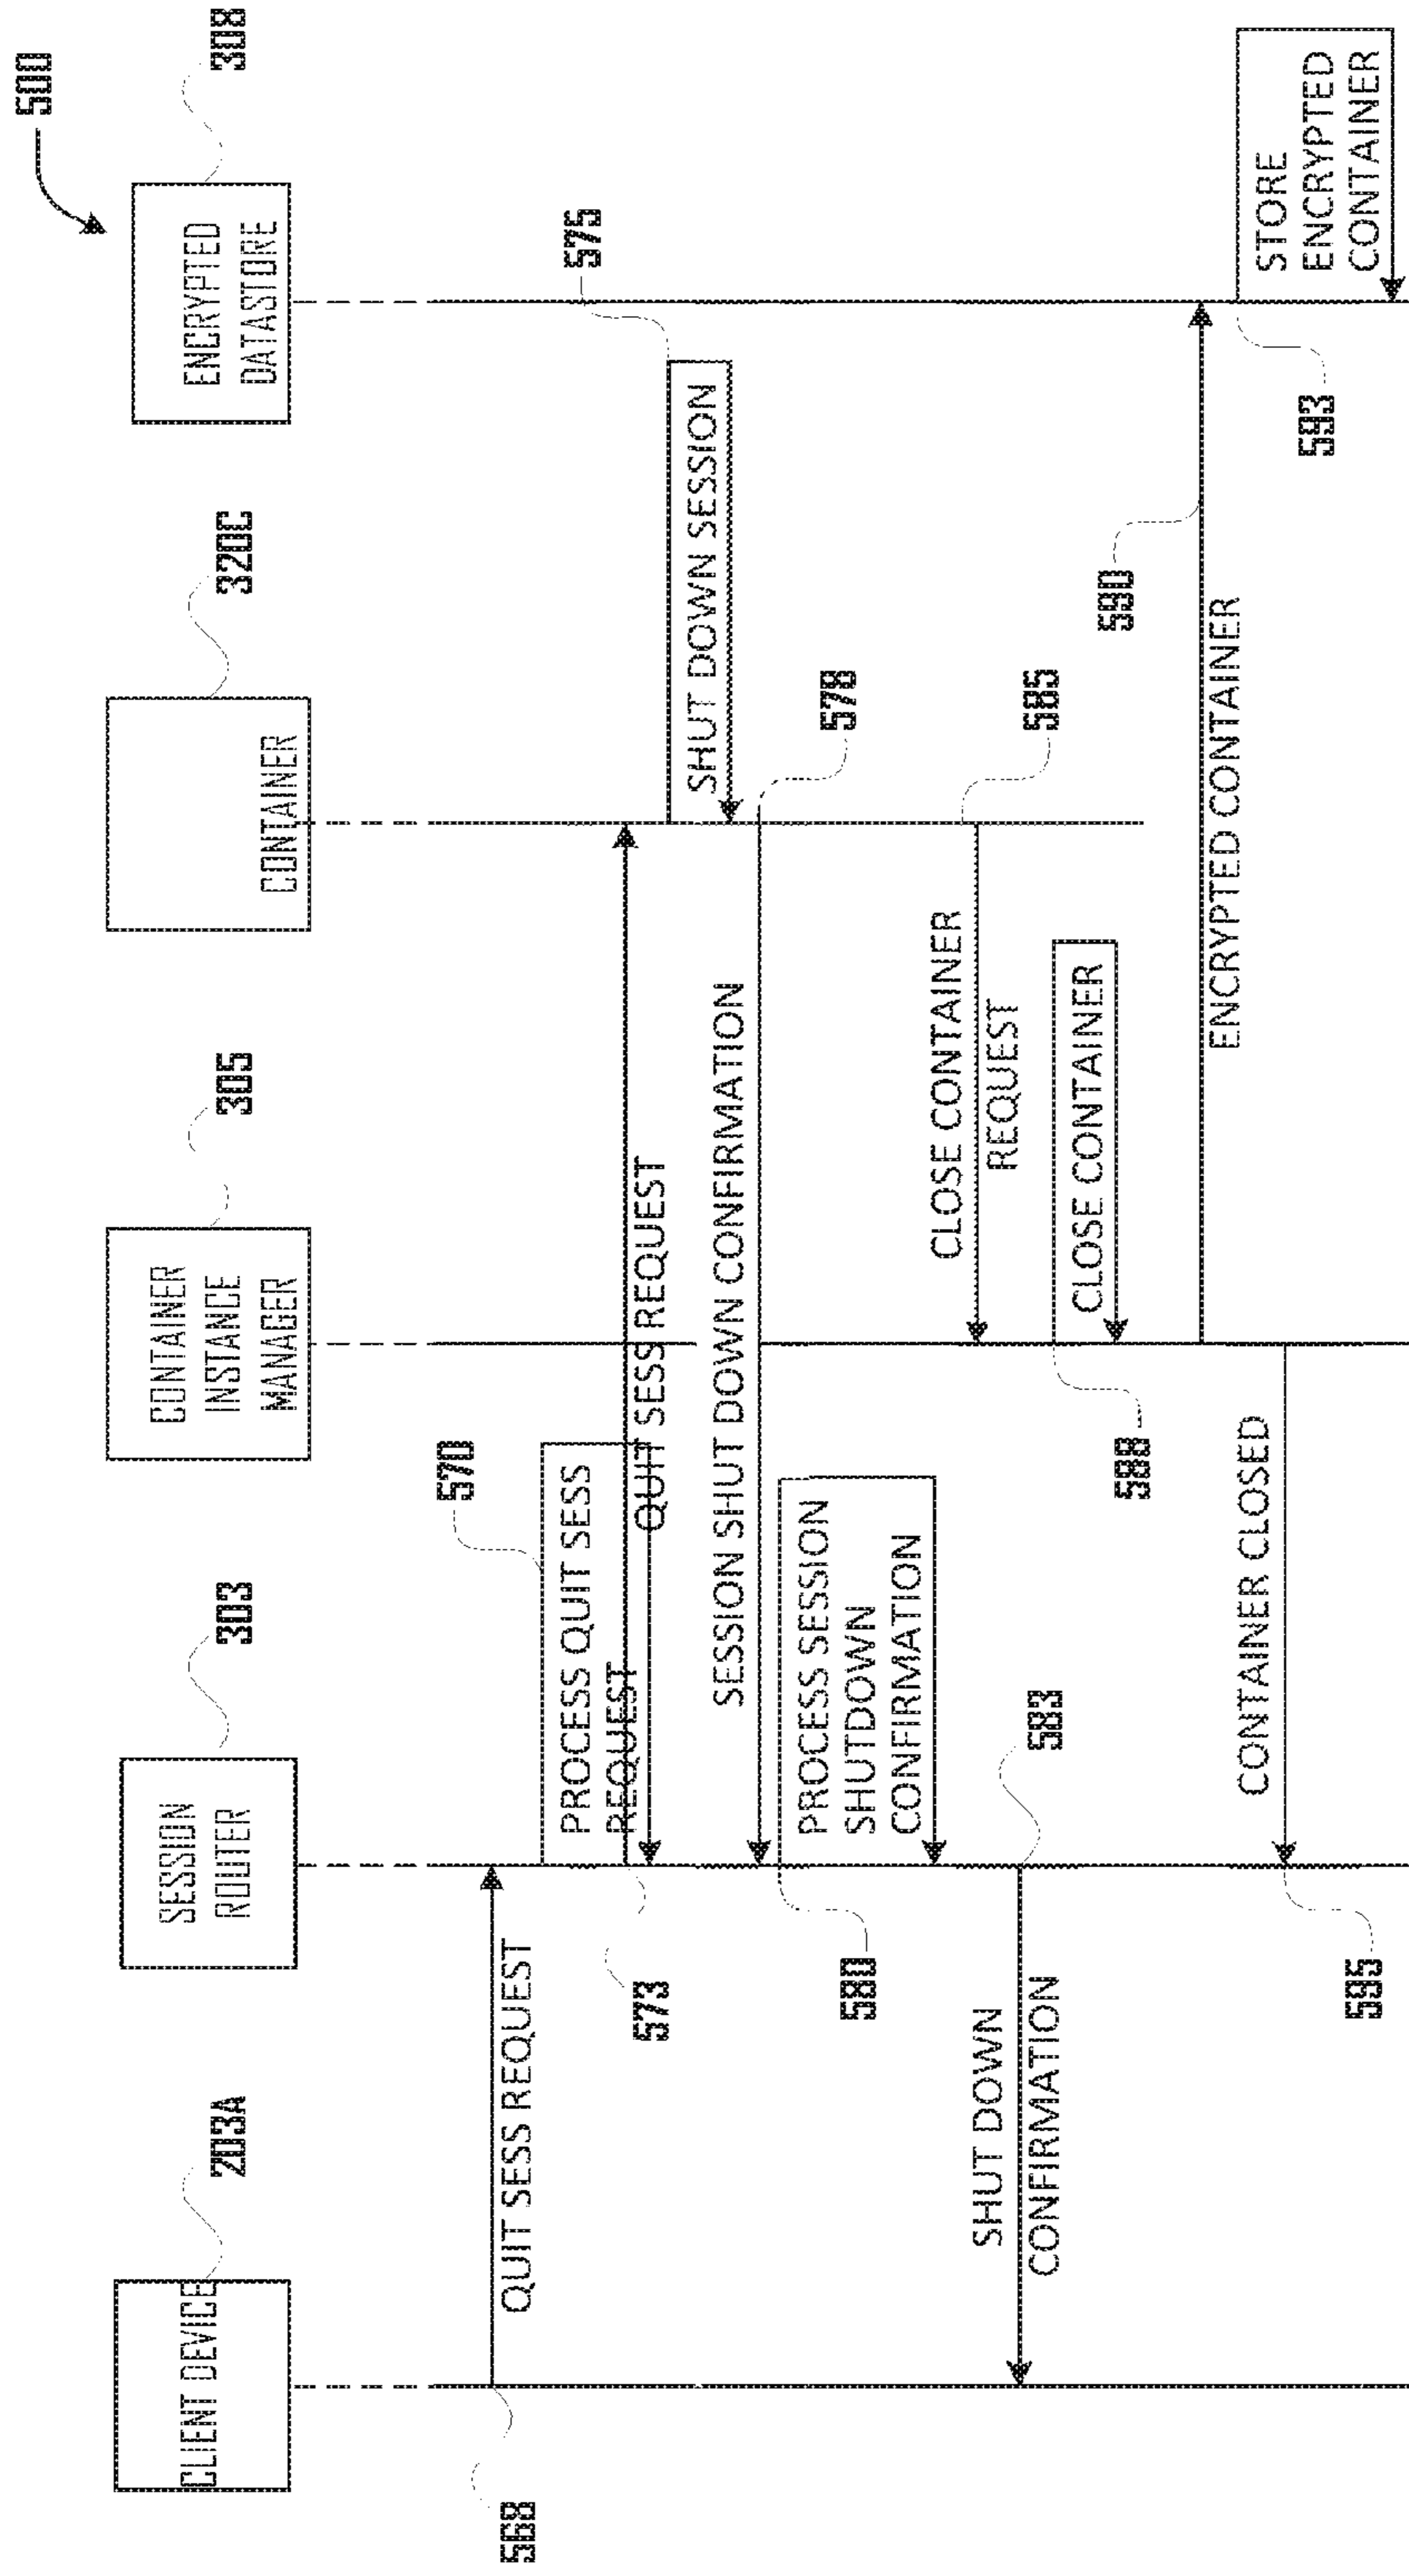 500
CLIENT DEVICE
203A
SESSION
ROUTER
303
CONTAINER
INSTANCE
MANAGER
305
CONTAINER
320C
ENCRYPTED
DATASTORE
308
568
QUIT SESS REQUEST
570
PROCESS QUIT SESS
REQUEST
573
QUIT SESS REQUEST
575
SHUT DOWN SESSION
578
SESSION SHUT DOWN CONFIRMATION
580
PROCESS SESSION
SHUTDOWN
CONFIRMATION
583
SHUT DOWN
CONFIRMATION
585
CLOSE CONTAINER
REQUEST
588
CLOSE CONTAINER
590
ENCRYPTED CONTAINER
593
STORE
ENCRYPTED
CONTAINER
595
CONTAINER CLOSED